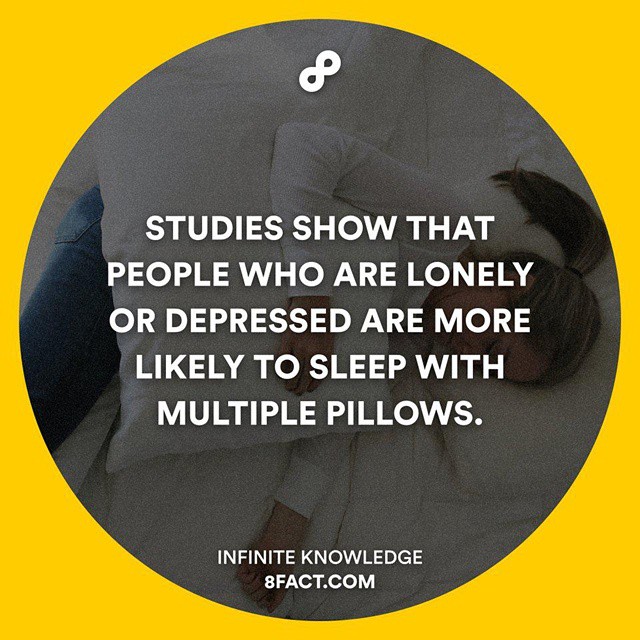 STUDIES SHOW THAT
PEOPLE WHO ARE LONELY
OR DEPRESSED ARE MORE
LIKELY TO SLEEP WITH
MULTIPLE PILLOWS.
INFINITE KNOWLEDGE
8FACT.COM